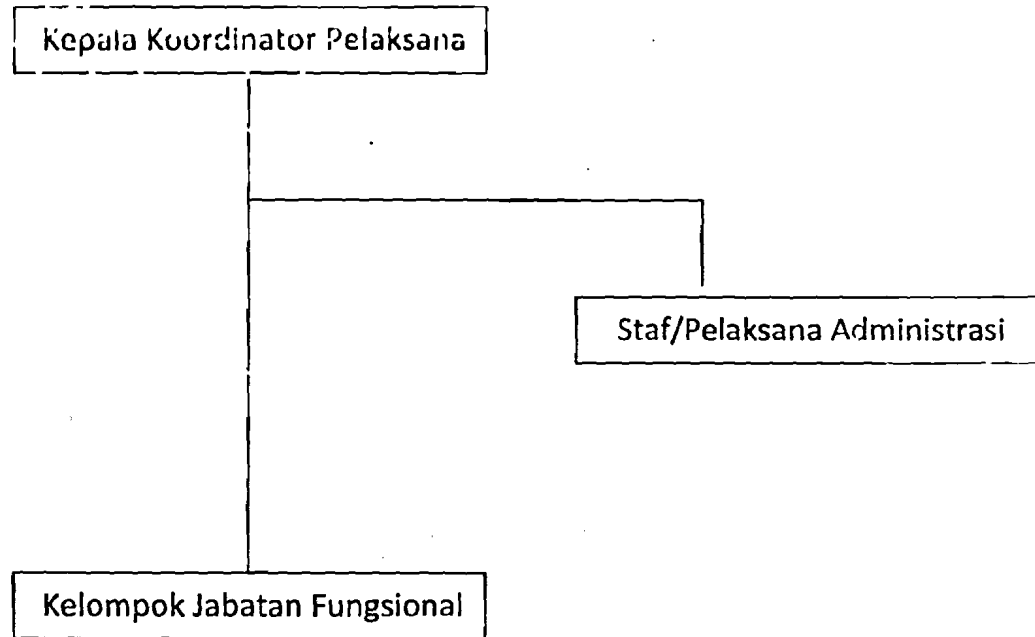 Kepala Koordinator Pelaksana
Staf/Pelaksana Administrasi
Kelompok Jabatan Fungsional